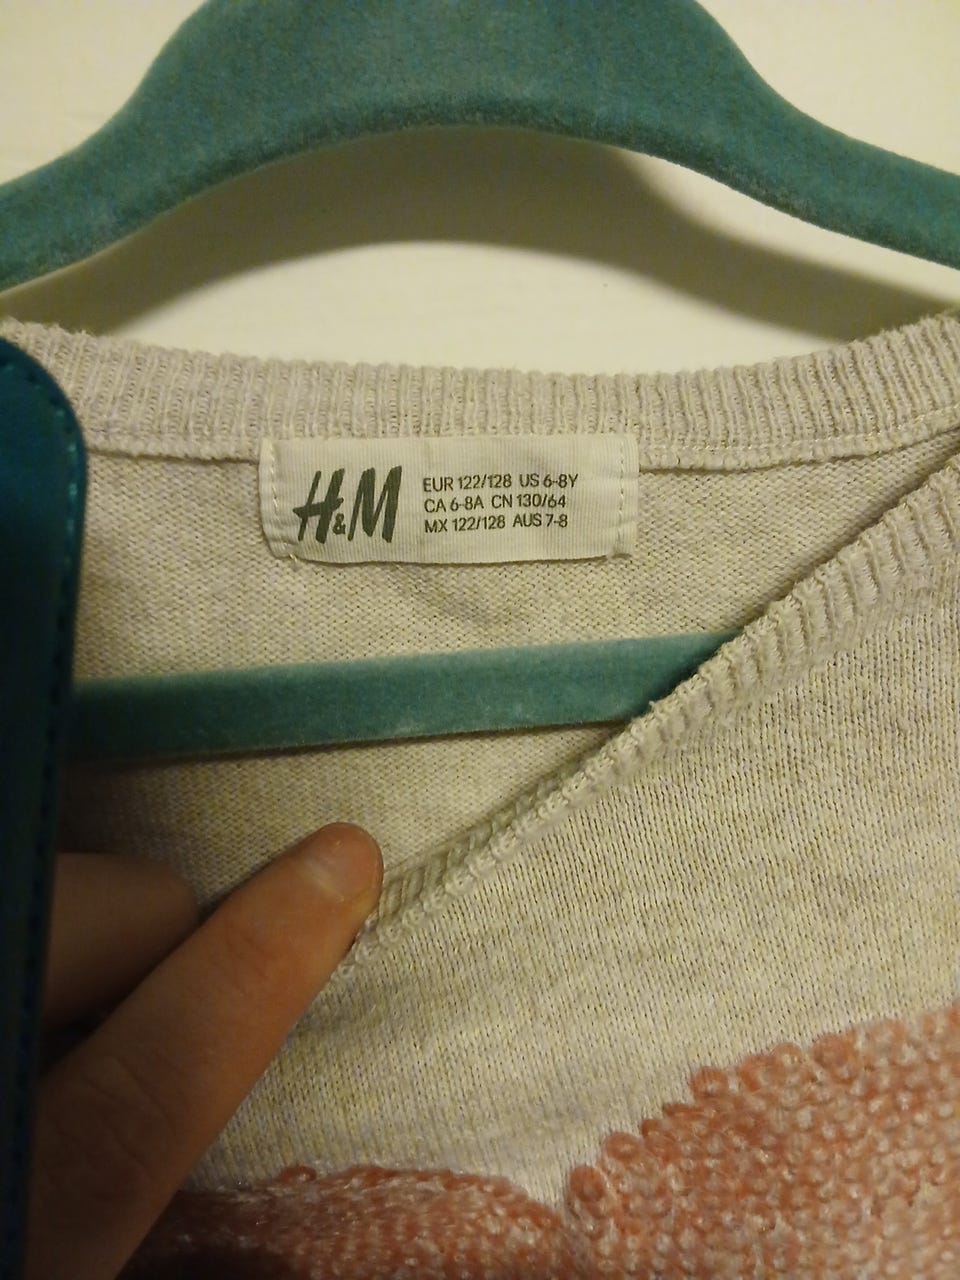 H&M
EUR 122/128 US 6-8Y
CA 6-8A CN 130/64
MX 122/128 AUS 7-8